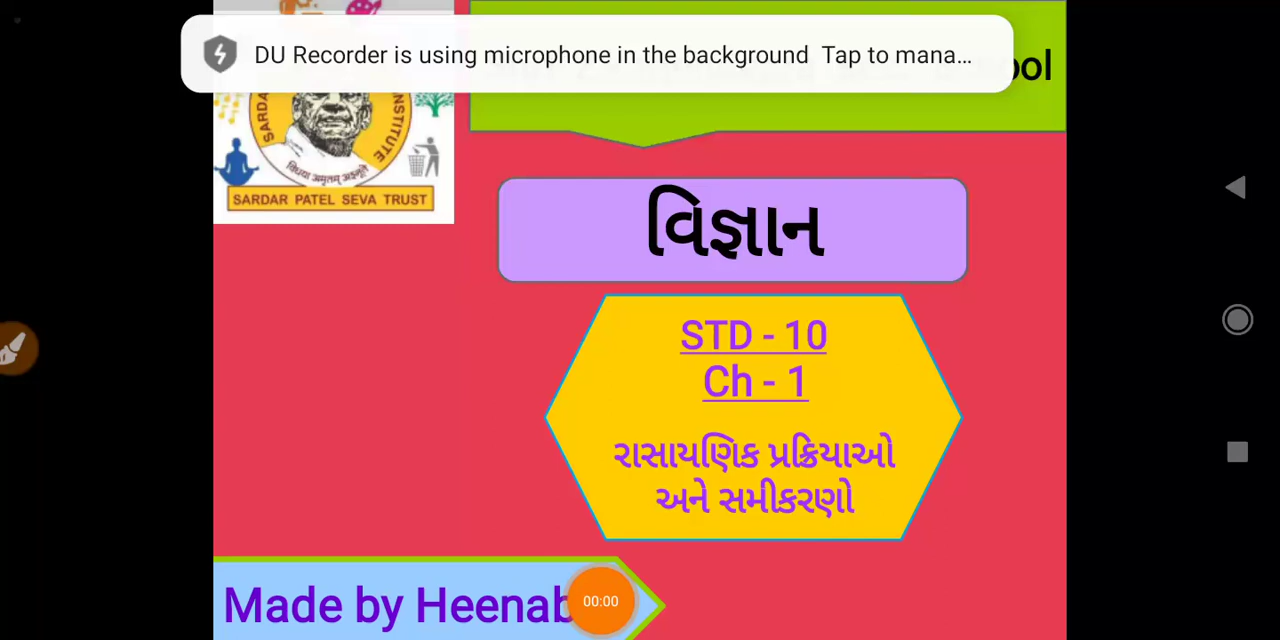 DU Recorder is using microphone in the background Tap to mana...
SARDAR PATEL SEVA TRUST
વિજ્ઞાન
STD - 10
Ch - 1
રાસાયણિક પ્રક્રિયાઓ
અને સમીકરણો
Made by
00:00